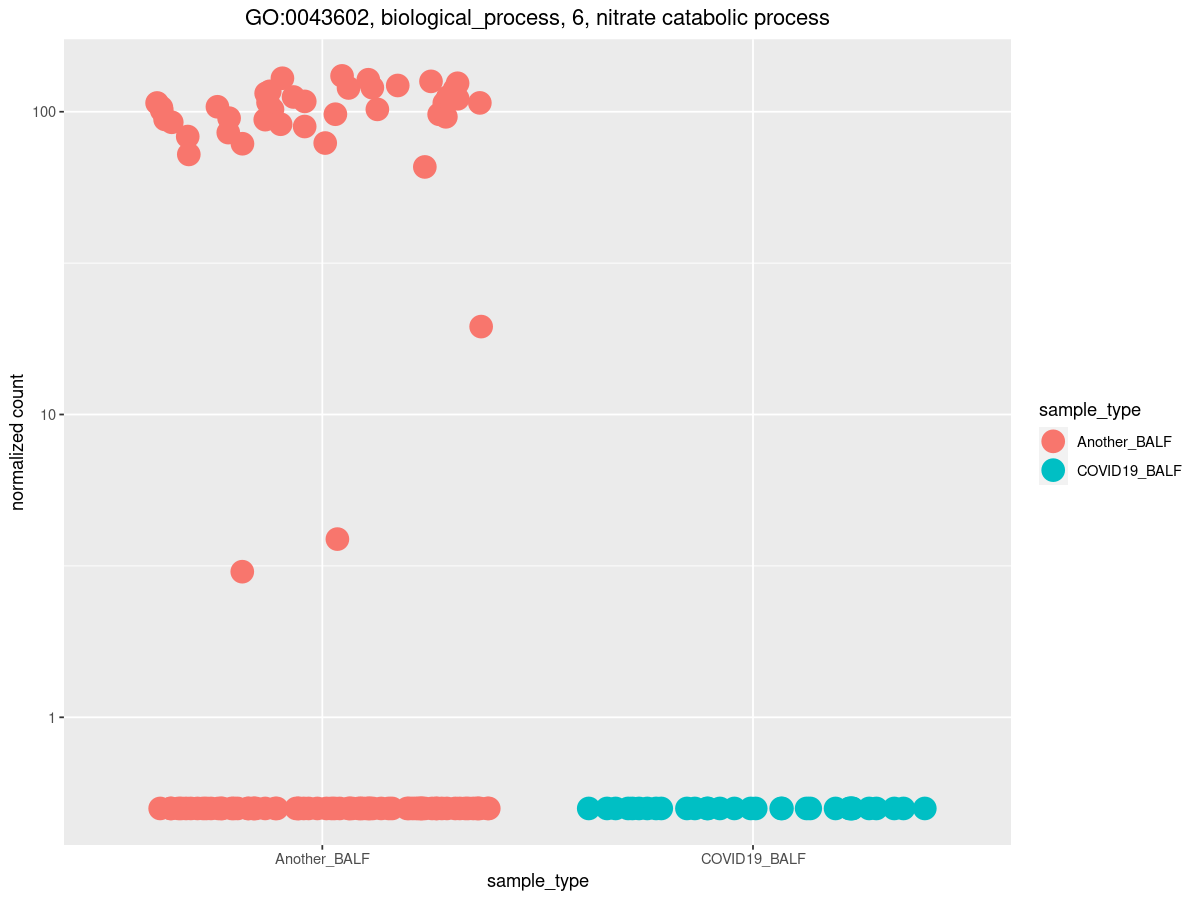 GO:0043602, biological_process, 6, nitrate catabolic process
normalized count
100
10
1
Another_BALF
COVID19_BALF
sample_type
sample_type
Another_BALF
COVID19_BALF